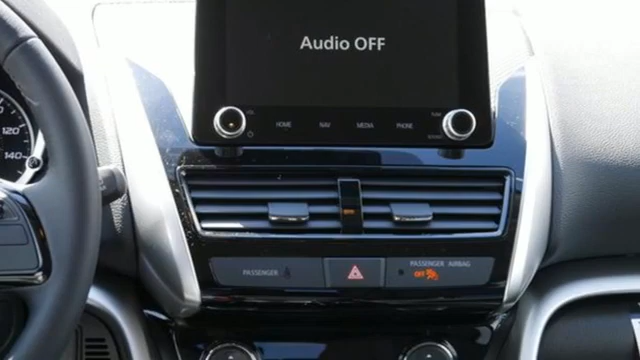 Audio OFF
HOME NAV MEDIA PHONE
120
140
PASSENGER
PASSENGER AIRBAG
OFF